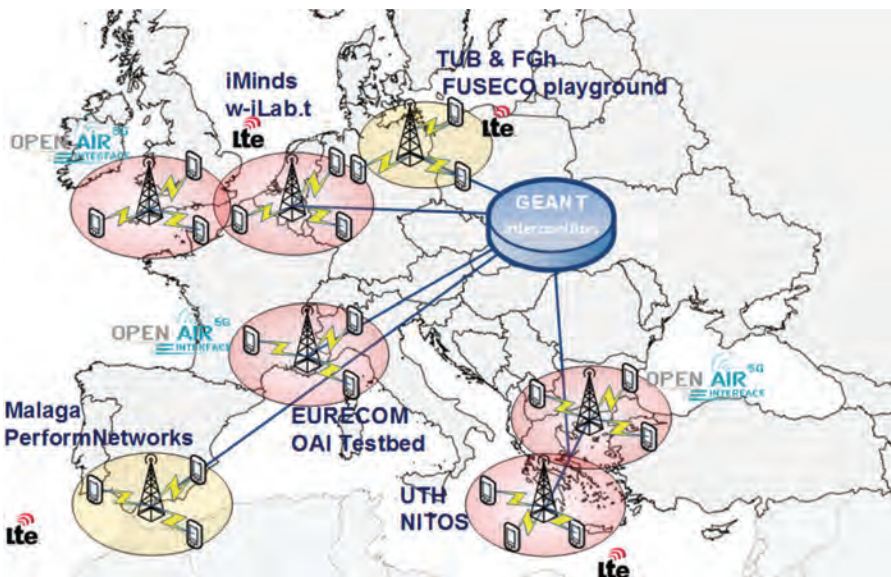 TUB & FGh
FUSECO playground
iMinds
w-iLab.t
lte
lte
OPEN AIR 5G
INTERFACE
GEANT
OPEN AIR 5G
INTERFACE
OPEN AIR 5G
INTERFACE
Malaga
PerformNetworks
EURECOM
OAI Testbed
UTH
NITOS
lte
lte